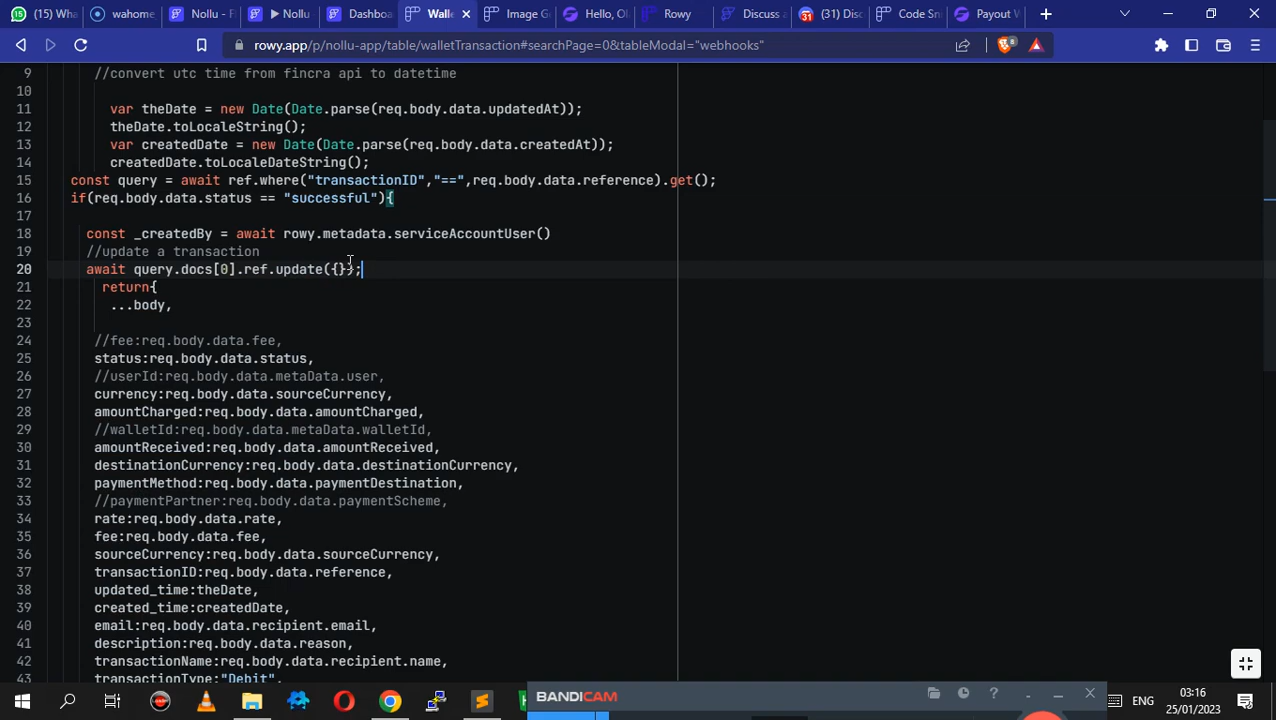 (15) Wha
wahome
Nollu - F
Nollu
Dashboa
Walle
Image G
Hello, Ol
Rowy
Discuss a
(31) Disc
Code Sni
Payout W
rowy.app/p/nollu-app/table/walletTransaction#searchPage=0&tableModal="webhooks"
8
9 //convert utc time from fincra api to datetime
10
11 var theDate = new Date(Date.parse(req.body.data.updatedAt));
12 theDate.toLocaleString();
13 var createdDate = new Date(Date.parse(req.body.data.createdAt));
14 createdDate.toLocaleDateString();
15 const query = await ref.where("transactionID","==",req.body.data.reference).get();
16 if(req.body.data.status == "successful"){
17
18 const _createdBy = await rowy.metadata.serviceAccountUser()
19 //update a transaction
20 await query.docs[0].ref.update({});
21 return{
22 ...body,
23
24 //fee:req.body.data.fee,
25 status:req.body.data.status,
26 //userId:req.body.data.metaData.user,
27 currency:req.body.data.sourceCurrency,
28 amountCharged:req.body.data.amountCharged,
29 //walletId:req.body.data.metaData.walletId,
30 amountReceived:req.body.data.amountReceived,
31 destinationCurrency:req.body.data.destinationCurrency,
32 paymentMethod:req.body.data.paymentDestination,
33 //paymentPartner:req.body.data.paymentScheme,
34 rate:req.body.data.rate,
35 fee:req.body.data.fee,
36 sourceCurrency:req.body.data.sourceCurrency,
37 transactionID:req.body.data.reference,
38 updated_time:theDate,
39 created_time:createdDate,
40 email:req.body.data.recipient.email,
41 description:req.body.data.reason,
42 transactionName:req.body.data.recipient.name,
43 transactionType:"Debit",
BANDICAM
ENG
03:16
25/01/2023